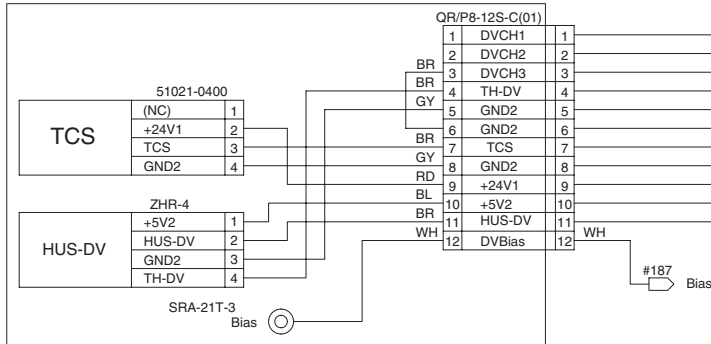 QR/P8-12S-C(01)
1 DVCH1 1
2 DVCH2 2
BR 3 DVCH3 3
BR 4 TH-DV 4
GY 5 GND2 5
6 GND2 6
BR 7 TCS 7
GY 8 GND2 8
RD 9 +24V1 9
BL 10 +5V2 10
BR 11 HUS-DV 11
WH 12 DVBias 12 WH
51021-0400
TCS
(NC) 1
+24V1 2
TCS 3
GND2 4
ZHR-4
HUS-DV
+5V2 1
HUS-DV 2
GND2 3
TH-DV 4
SRA-21T-3
Bias
#187
Bias